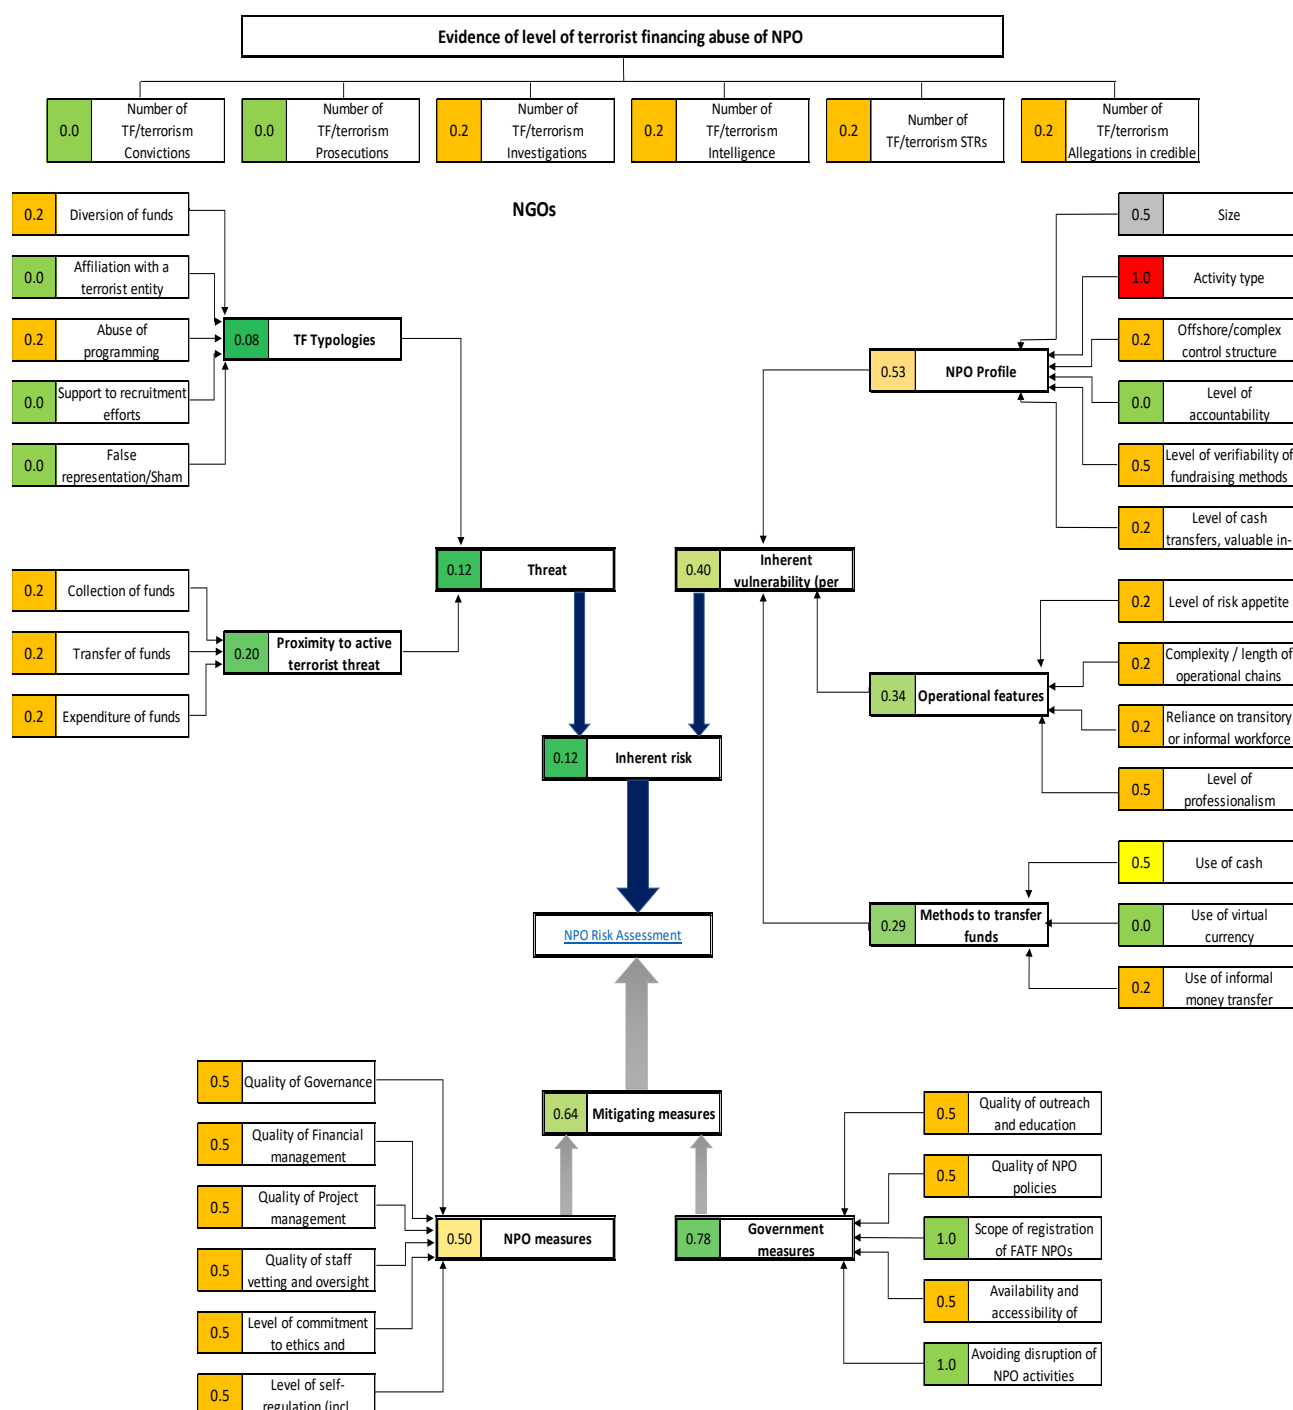 Evidence of level of terrorist financing abuse of NPO
0.0
Number of
TF/terrorism
Convictions
0.0
Number of
TF/terrorism
Prosecutions
0.2
Number of
TF/terrorism
Investigations
0.2
Number of
TF/terrorism
Intelligence
0.2
Number of
TF/terrorism STRs
0.2
Number of
TF/terrorism
Allegations in credible
NGOs
0.2
Diversion of funds
0.0
Affiliation with a
terrorist entity
0.2
Abuse of
programming
0.0
Support to recruitment
efforts
0.0
False
representation/Sham
0.08
TF Typologies
0.2
Collection of funds
0.2
Transfer of funds
0.2
Expenditure of funds
0.20
Proximity to active
terrorist threat
0.12
Threat
0.40
Inherent
vulnerability (per
0.12
Inherent risk
NPO Risk Assessment
0.53
NPO Profile
0.5
Size
1.0
Activity type
0.2
Offshore/complex
control structure
0.0
Level of
accountability
0.5
Level of verifiability of
fundraising methods
0.2
Level of cash
transfers, valuable in-
0.34
Operational features
0.2
Level of risk appetite
0.2
Complexity / length of
operational chains
0.2
Reliance on transitory
or informal workforce
0.5
Level of
professionalism
0.29
Methods to transfer
funds
0.5
Use of cash
0.0
Use of virtual
currency
0.2
Use of informal
money transfer
0.64
Mitigating measures
0.50
NPO measures
0.5
Quality of Governance
0.5
Quality of Financial
management
0.5
Quality of Project
management
0.5
Quality of staff
vetting and oversight
0.5
Level of commitment
to ethics and
0.5
Level of self-
regulation (incl
0.78
Government
measures
0.5
Quality of outreach
and education
0.5
Quality of NPO
policies
1.0
Scope of registration
of FATF NPOs
0.5
Availability and
accessibility of
1.0
Avoiding disruption of
NPO activities